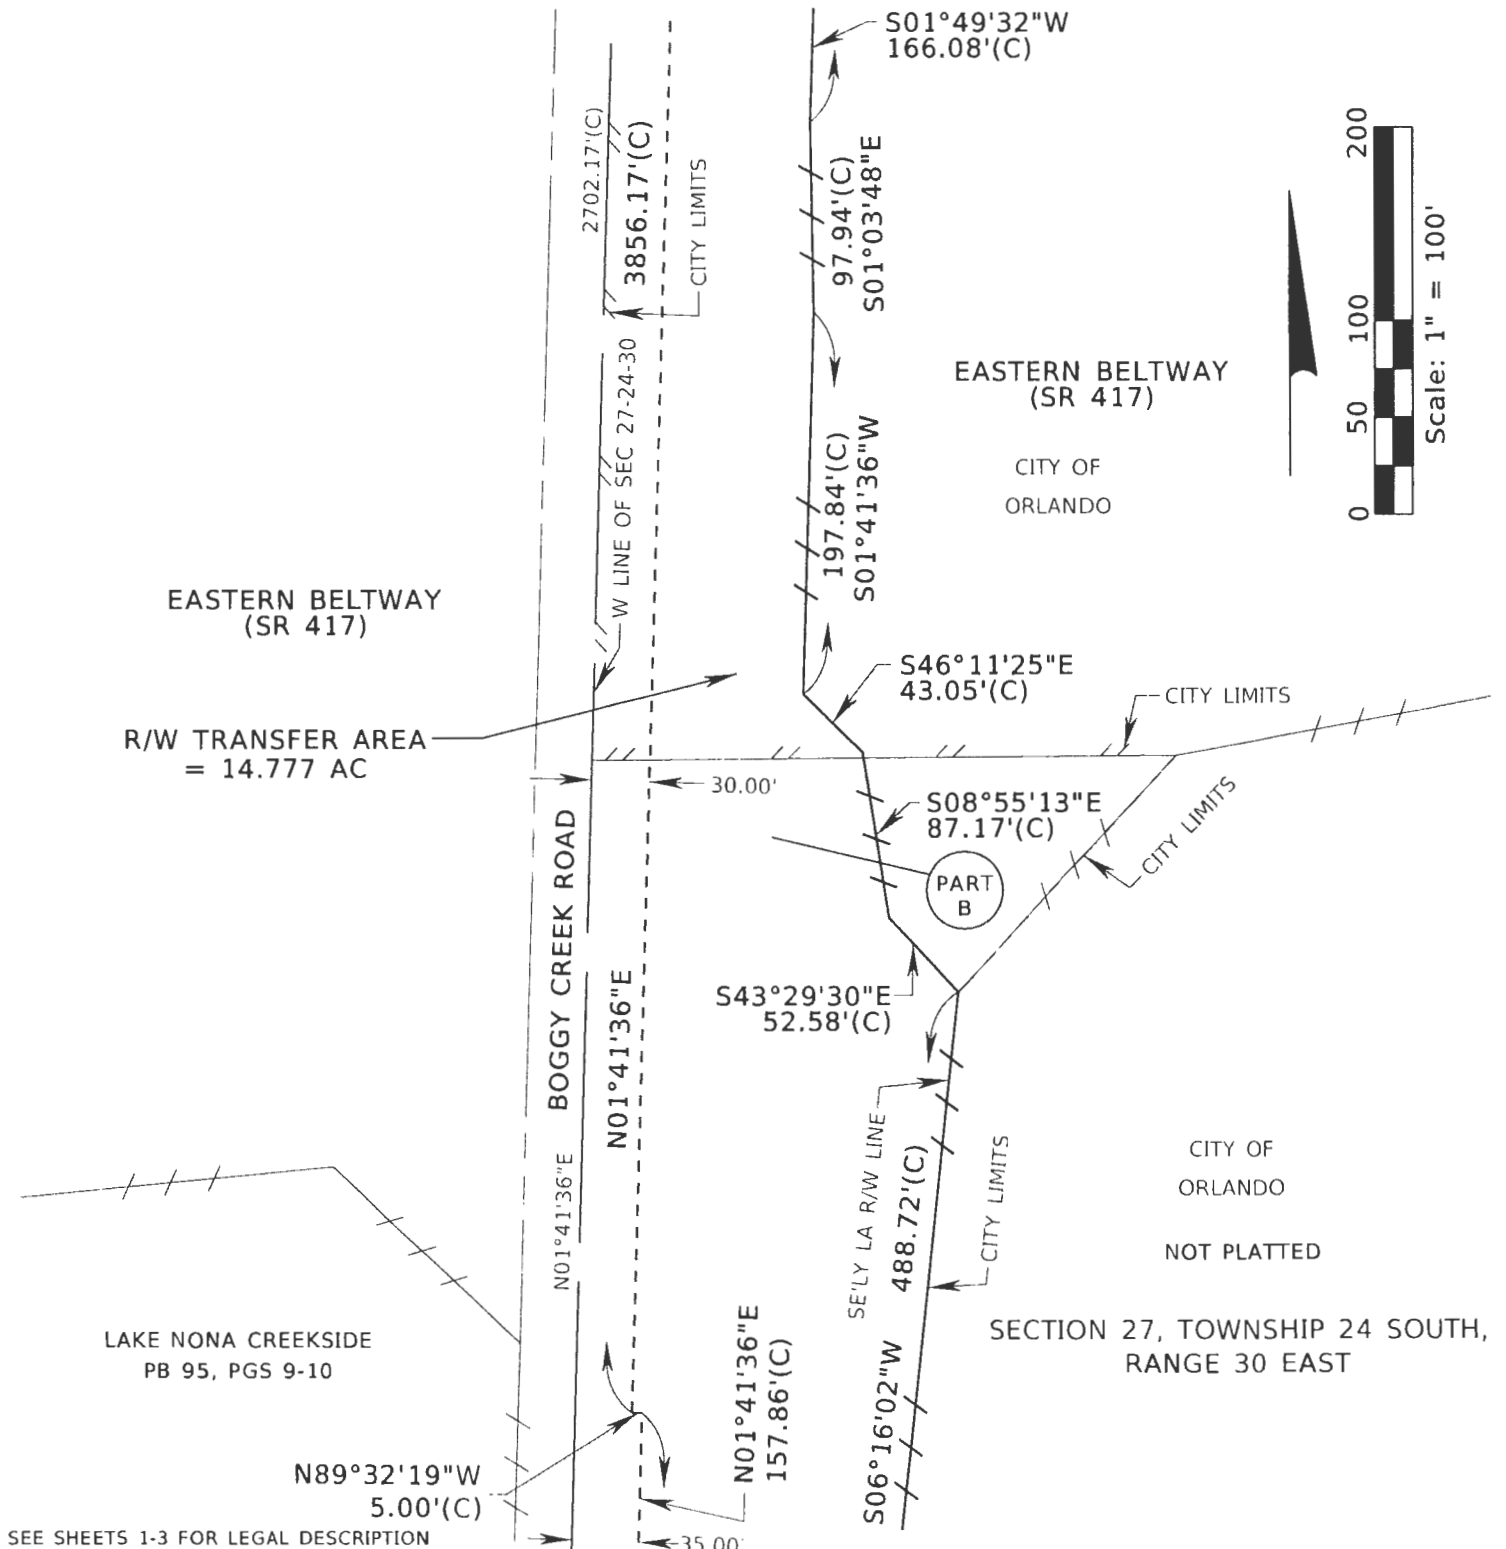 S01°49'32"W
166.08'(C)
2702.17'(C)
3856.17'(C)
CITY LIMITS
97.94'(C)
S01°03'48"E
200
100
50
0
Scale: 1" = 100'
EASTERN BELTWAY
(SR 417)
CITY OF
ORLANDO
W LINE OF SEC 27-24-30
197.84'(C)
S01°41'36"W
EASTERN BELTWAY
(SR 417)
S46°11'25"E
43.05'(C)
CITY LIMITS
R/W TRANSFER AREA
= 14.777 AC
30.00'
S08°55'13"E
87.17'(C)
CITY LIMITS
PART
B
BOGGY CREEK ROAD
N01°41'36"E
S43°29'30"E
52.58'(C)
N01°41'36"E
SE'LY LA R/W LINE
488.72'(C)
S06°16'02"W
CITY LIMITS
CITY OF
ORLANDO
NOT PLATTED
SECTION 27, TOWNSHIP 24 SOUTH,
RANGE 30 EAST
LAKE NONA CREEKSIDE
PB 95, PGS 9-10
N01°41'36"E
157.86'(C)
N89°32'19"W
5.00'(C)
SEE SHEETS 1-3 FOR LEGAL DESCRIPTION
35.00'